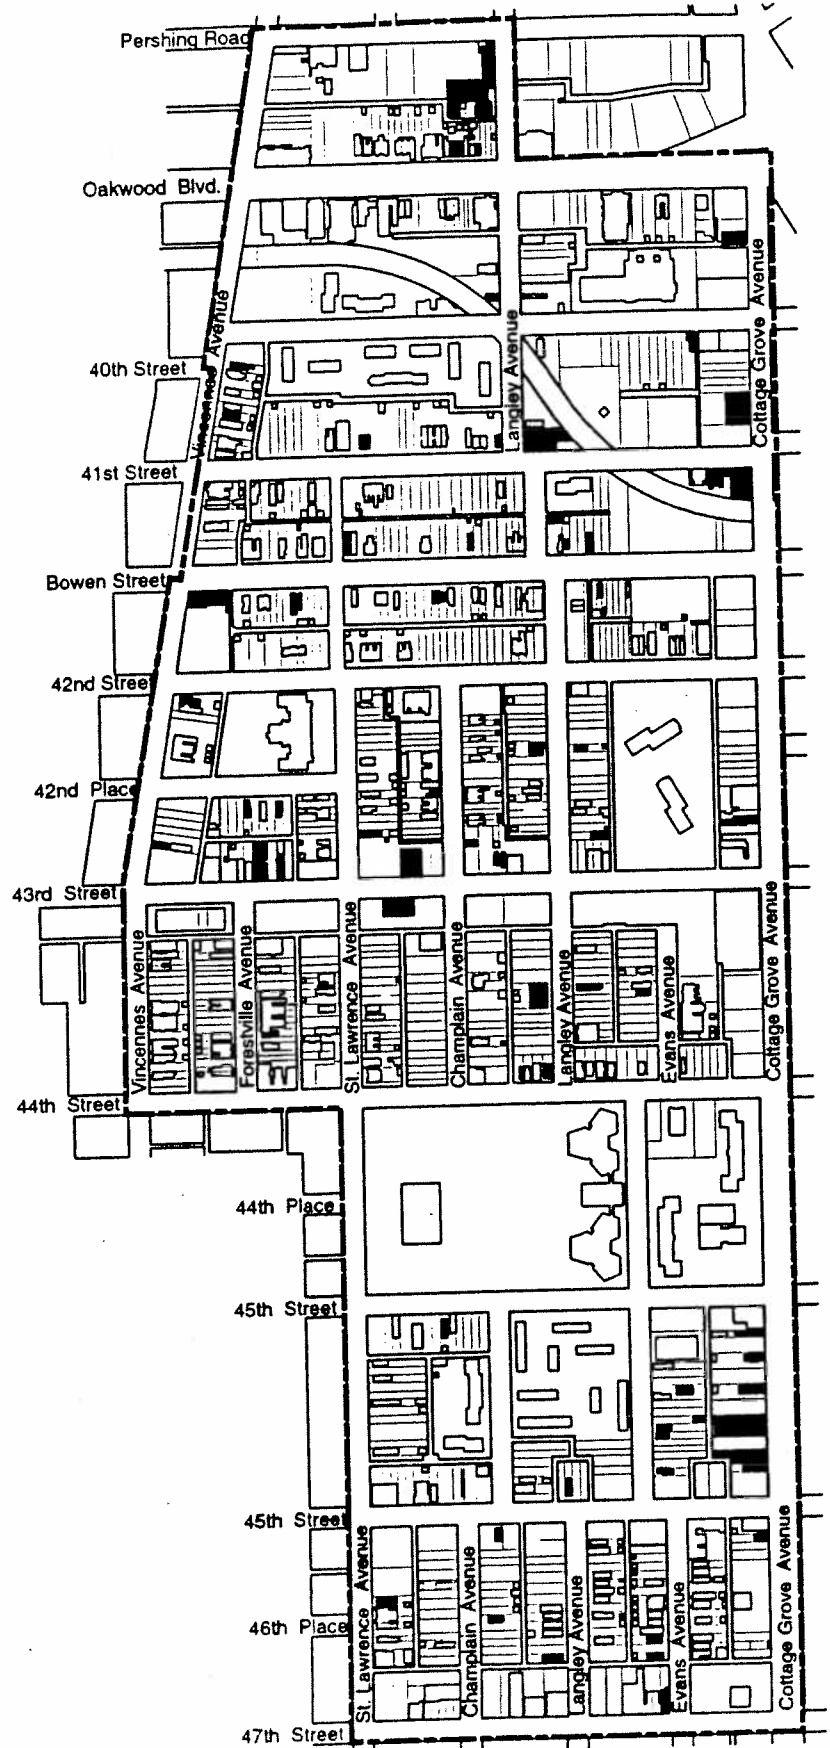 Pershing Road
Oakwood Blvd.
Vincennes Avenue
Langley Avenue
Cottage Grove Avenue
40th Street
41st Street
Bowen Street
42nd Street
42nd Place
43rd Street
Vincennes Avenue
Forestville Avenue
St. Lawrence Avenue
Champlain Avenue
Langley Avenue
Evans Avenue
Cottage Grove Avenue
44th Street
44th Place
45th Street
45th Street
St. Lawrence Avenue
Champlain Avenue
Langley Avenue
Evans Avenue
Cottage Grove Avenue
46th Place
47th Street